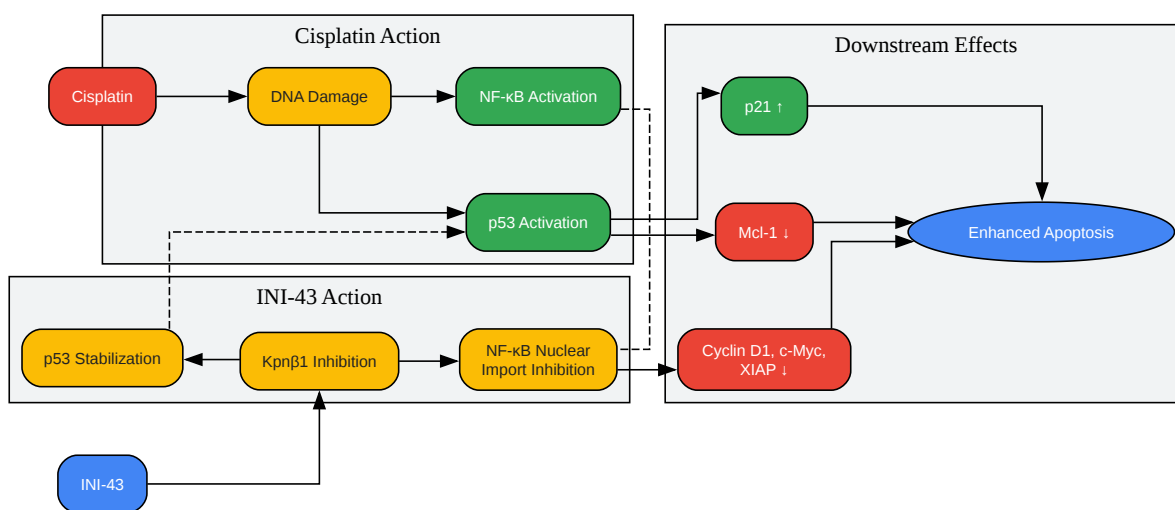 Cisplatin Action
Cisplatin
DNA Damage
NF-κB Activation
p53 Activation
INI-43 Action
p53 Stabilization
Kpnβ1 Inhibition
NF-κB Nuclear
Import Inhibition
INI-43
Downstream Effects
p21 ↑
Mcl-1 ↓
Cyclin D1, c-Myc,
XIAP ↓
Enhanced Apoptosis